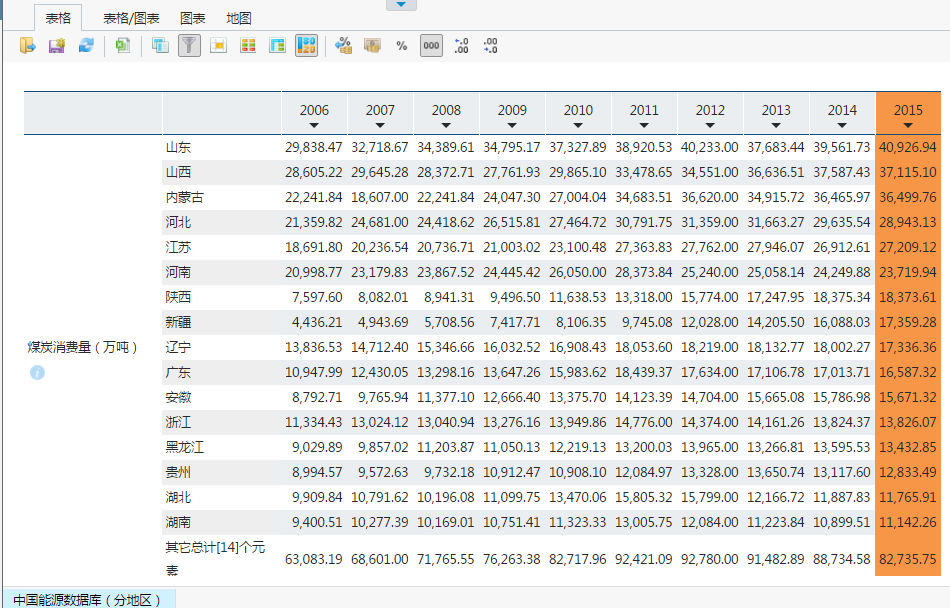 表格 表格/图表 图表 地图
% 000 ←.0 .00 .00 →.0
2006 2007 2008 2009 2010 2011 2012 2013 2014 2015
山东 29,838.47 32,718.67 34,389.61 34,795.17 37,327.89 38,920.53 40,233.00 37,683.44 39,561.73 40,926.94
山西 28,605.22 29,645.28 28,372.71 27,761.93 29,865.10 33,478.65 34,551.00 36,636.51 37,587.43 37,115.10
内蒙古 22,241.84 18,607.00 22,241.84 24,047.30 27,004.04 34,683.51 36,620.00 34,915.72 36,465.97 36,499.76
河北 21,359.82 24,681.00 24,418.62 26,515.81 27,464.72 30,791.75 31,359.00 31,663.27 29,635.54 28,943.13
江苏 18,691.80 20,236.54 20,736.71 21,003.02 23,100.48 27,363.83 27,762.00 27,946.07 26,912.61 27,209.12
河南 20,998.77 23,179.83 23,867.52 24,445.42 26,050.00 28,373.84 25,240.00 25,058.14 24,249.88 23,719.94
陕西 7,597.60 8,082.01 8,941.31 9,496.50 11,638.53 13,318.00 15,774.00 17,247.95 18,375.34 18,373.61
新疆 4,436.21 4,943.69 5,708.56 7,417.71 8,106.35 9,745.08 12,028.00 14,205.50 16,088.03 17,359.28
煤炭消费量（万吨） 辽宁 13,836.53 14,712.40 15,346.66 16,032.52 16,908.43 18,053.60 18,219.00 18,132.77 18,002.27 17,336.36
广东 10,947.99 12,430.05 13,298.16 13,647.26 15,983.62 18,439.37 17,634.00 17,106.78 17,013.71 16,587.32
安徽 8,792.71 9,765.94 11,377.10 12,666.40 13,375.70 14,123.39 14,704.00 15,665.08 15,786.98 15,671.32
浙江 11,334.43 13,024.12 13,040.94 13,276.16 13,949.86 14,776.00 14,374.00 14,161.26 13,824.37 13,826.07
黑龙江 9,029.89 9,857.02 11,203.87 11,050.13 12,219.13 13,200.03 13,965.00 13,266.81 13,595.53 13,432.85
贵州 8,994.57 9,572.63 9,732.18 10,912.47 10,908.10 12,084.97 13,328.00 13,650.74 13,117.60 12,833.49
湖北 9,909.84 10,791.62 10,196.08 11,099.75 13,470.06 15,805.32 15,799.00 12,166.72 11,887.83 11,765.91
湖南 9,400.51 10,277.39 10,169.01 10,751.41 11,323.33 13,005.75 12,084.00 11,223.84 10,899.51 11,142.26
其它总计[14]个元
素 63,083.19 68,601.00 71,765.55 76,263.38 82,717.96 92,421.09 92,780.00 91,482.89 88,734.58 82,735.75
中国能源数据库（分地区）